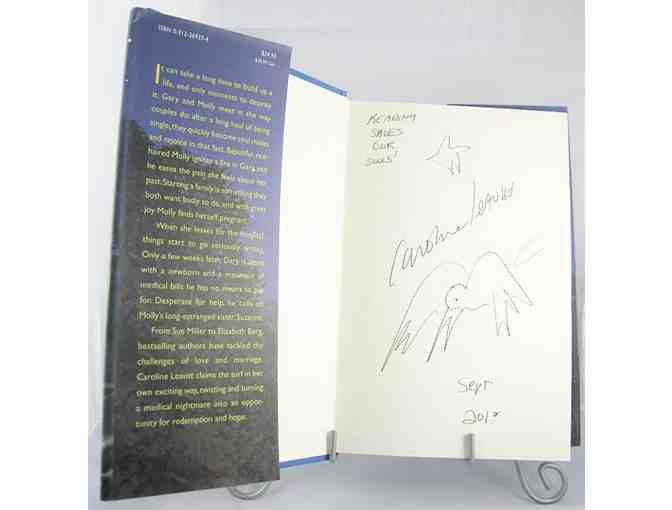 ISBN 0-312-26927-4
$24.95
It can take a long time to build up a
life, and only moments to destroy
it. Gary and Molly meet in the way
couples do: after a long haul of being
single, they quickly become soul mates
and rejoice in that fact. Beautiful, red-
haired Molly ignites a fire in Gary, and
he eases the pain she feels about her
past. Starting a family is something they
both want badly to do, and with great
joy Molly finds herself pregnant.
When she leaves for the hospital,
things start to go seriously wrong.
Only a few weeks later, Gary is alone
with a newborn and a mountain of
medical bills he has no means to pay
for. Desperate for help, he calls on
Molly's long-estranged sister, Suzanne.
From Sue Miller to Elizabeth Berg,
bestselling authors have tackled the
challenges of love and marriage.
Caroline Leavitt claims the turf in her
own exciting way, twisting and turning
a medical nightmare into an oppor-
tunity for redemption and hope.
READING
SAVES
OUR
SOULS!
Caroline Leavitt
Sept
2012